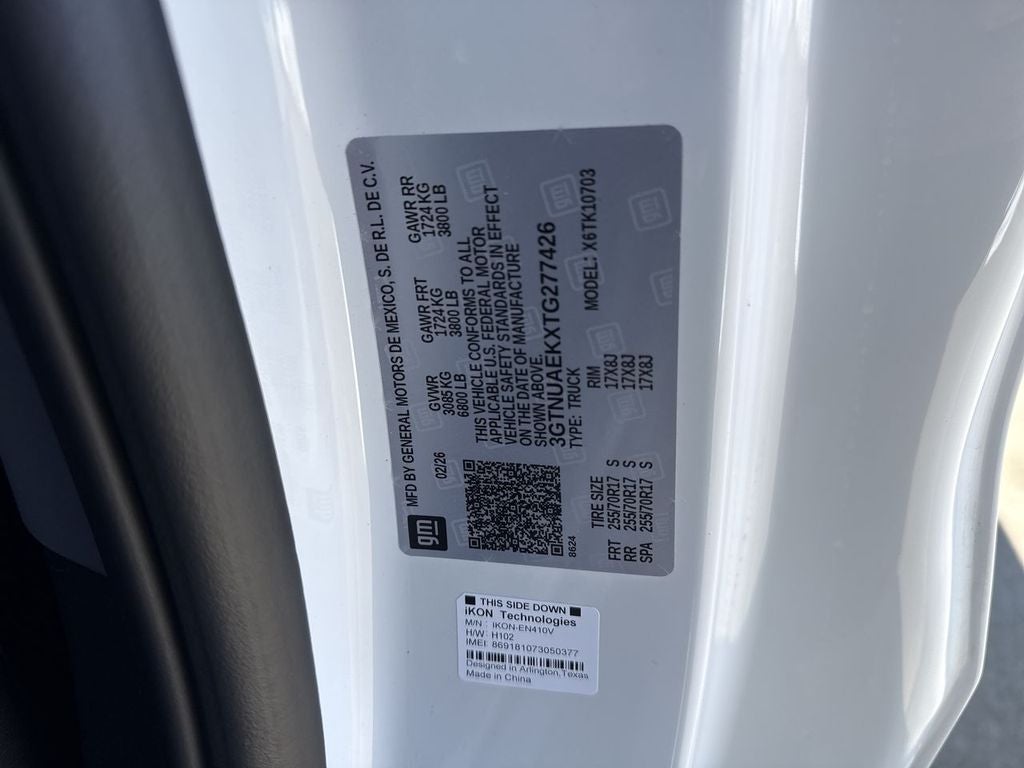 gm
MFD BY GENERAL MOTORS DE MEXICO, S. DE R.L. DE C.V.
02/26
GVWR GAWR FRT GAWR RR
3085 KG 1724 KG 1724 KG
6800 LB 3800 LB 3800 LB
THIS VEHICLE CONFORMS TO ALL
APPLICABLE U.S. FEDERAL MOTOR
VEHICLE SAFETY STANDARDS IN EFFECT
ON THE DATE OF MANUFACTURE
SHOWN ABOVE.
3GTNUAEKXTG277426
TYPE: TRUCK MODEL: X6TK10703
8624
TIRE SIZE RIM
FRT 255/70R17 S 17X8J
RR 255/70R17 S 17X8J
SPA 255/70R17 S 17X8J
THIS SIDE DOWN
iKON Technologies
M/N : IKON-EN410V
H/W: H102
IMEI: 869181073050377
Designed in Arlington, Texas
Made in China